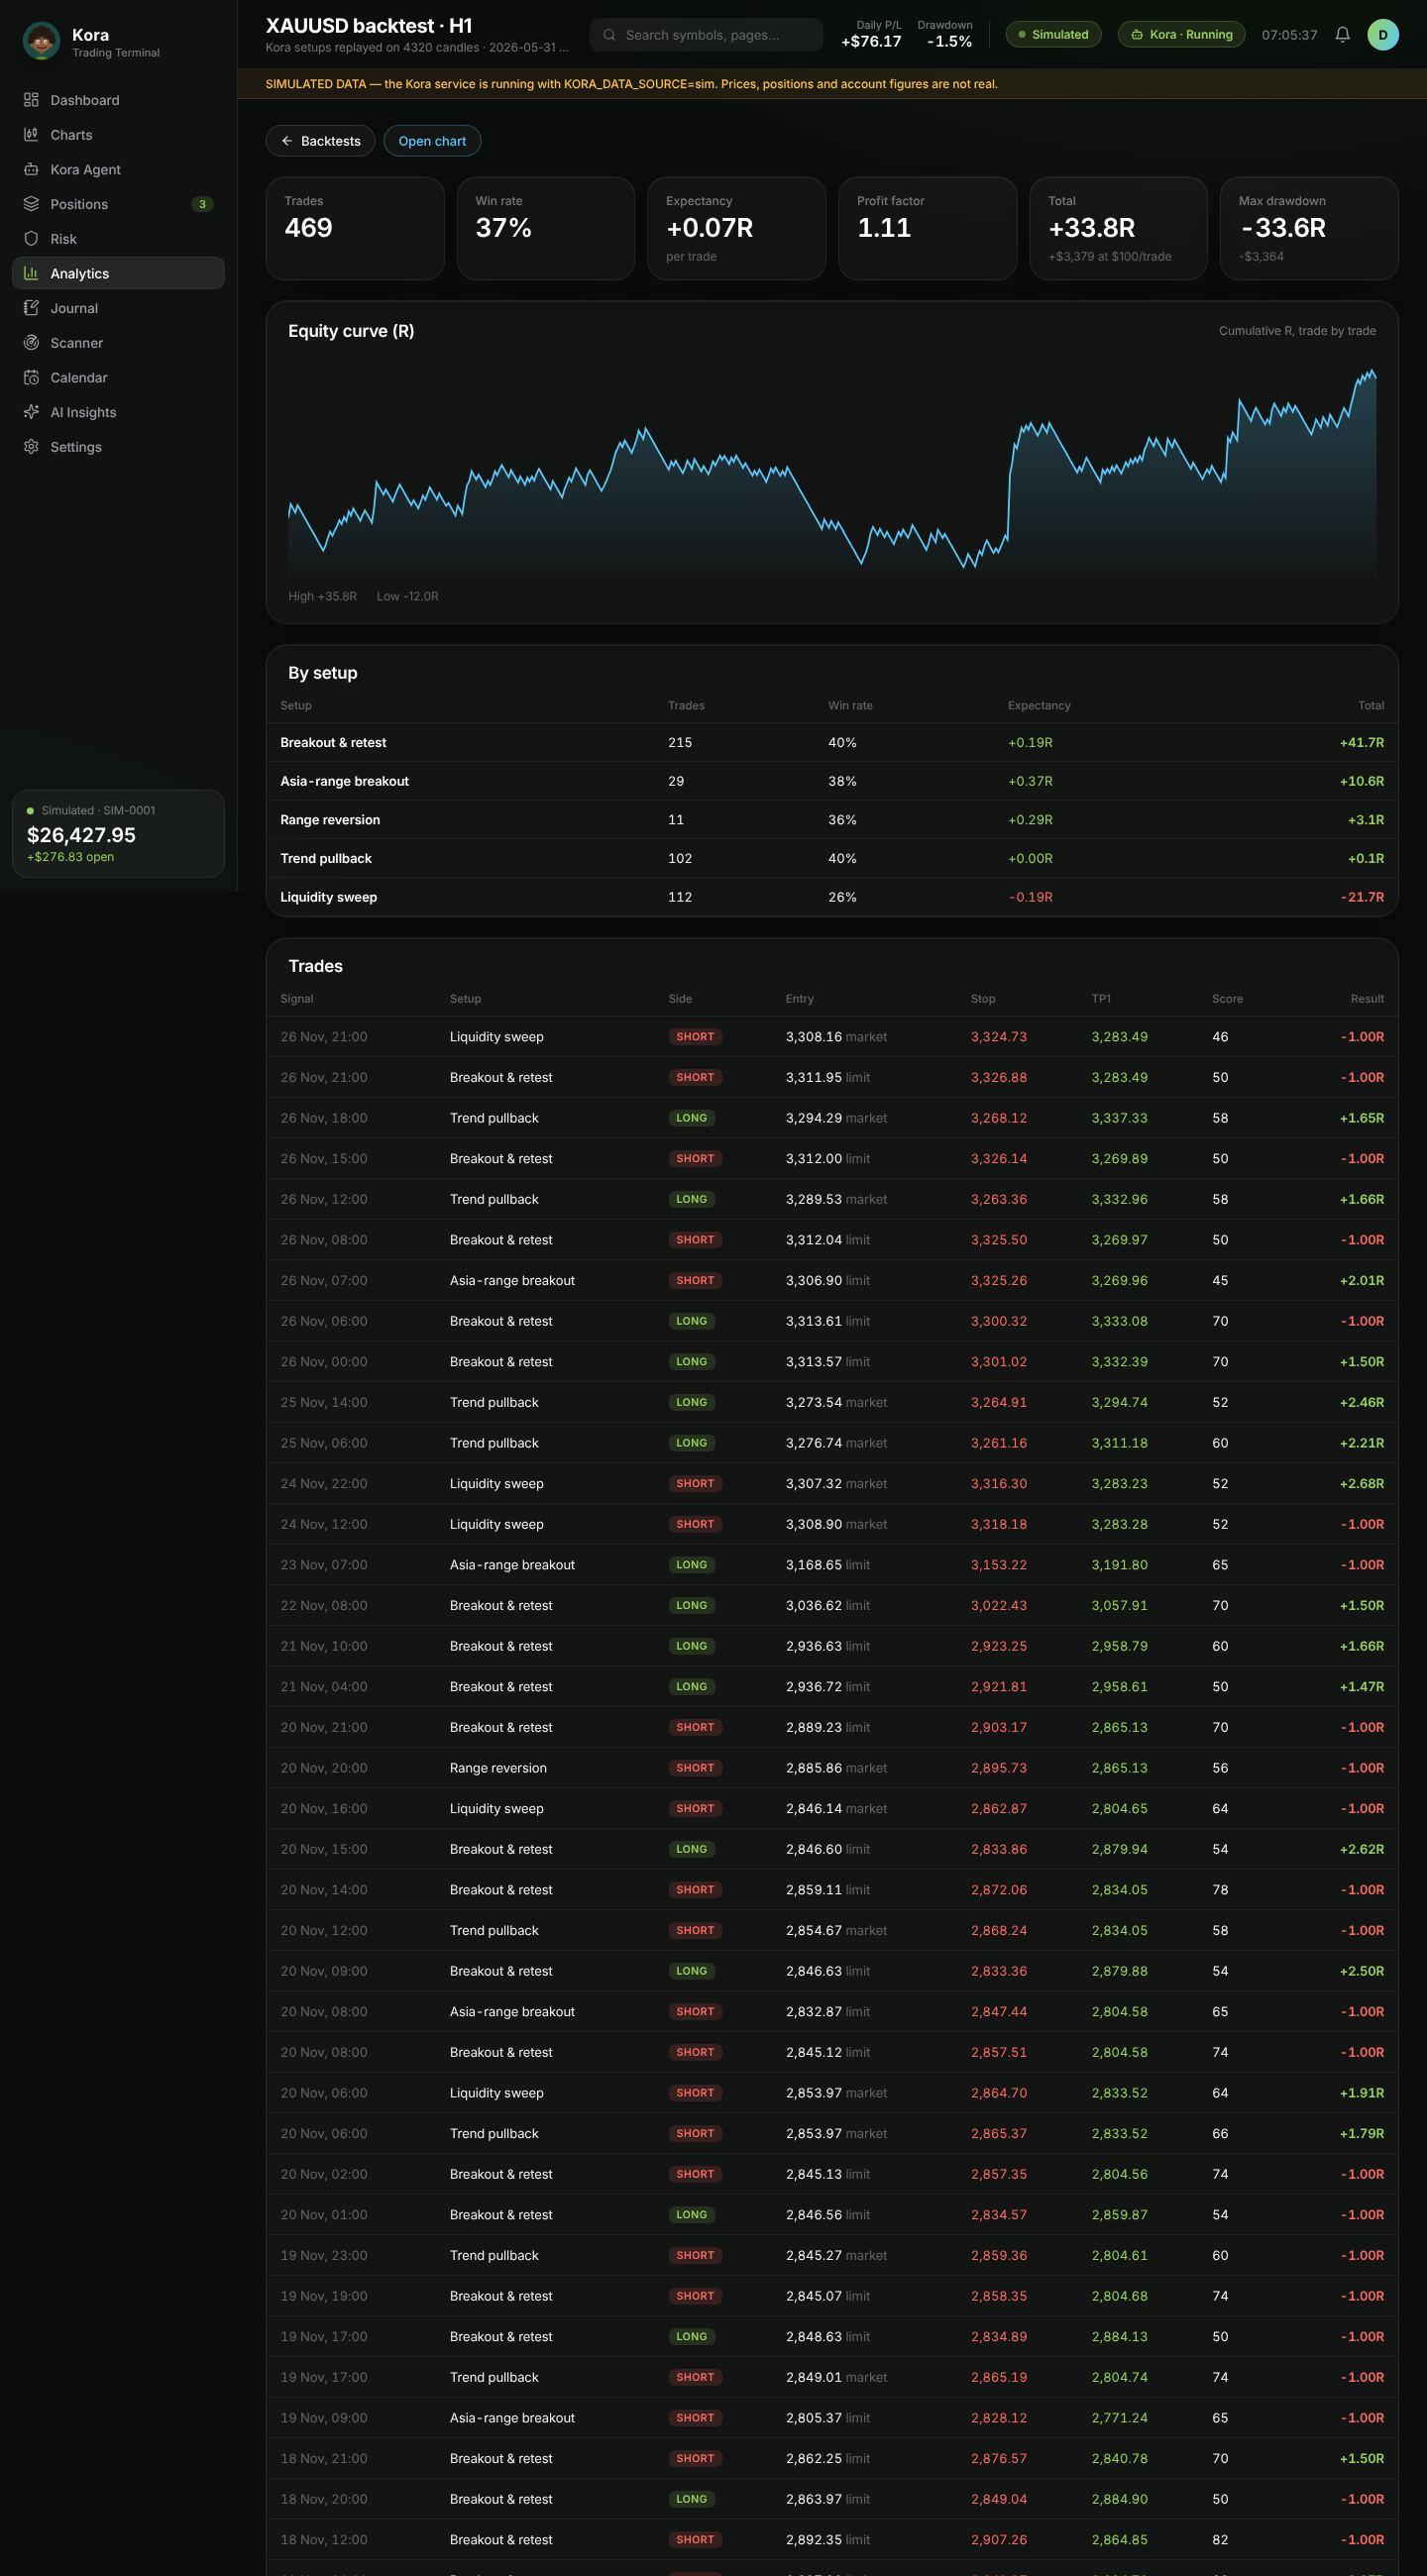 Kora
Trading Terminal
Dashboard
Charts
Kora Agent
Positions 3
Risk
Analytics
Journal
Scanner
Calendar
AI Insights
Settings
Simulated · SIM-0001
$26,427.95
+$276.83 open
XAUUSD backtest · H1
Kora setups replayed on 4320 candles · 2026-05-31 ...
Search symbols, pages...
Daily P/L
+$76.17
Drawdown
-1.5%
Simulated
Kora · Running
07:05:37
D
SIMULATED DATA — the Kora service is running with KORA_DATA_SOURCE=sim. Prices, positions and account figures are not real.
Backtests
Open chart
Trades
469
Win rate
37%
Expectancy
+0.07R
per trade
Profit factor
1.11
Total
+33.8R
+$3,379 at $100/trade
Max drawdown
-33.6R
-$3,364
Equity curve (R)
Cumulative R, trade by trade
High +35.8R Low -12.0R
By setup
Setup Trades Win rate Expectancy Total
Breakout & retest 215 40% +0.19R +41.7R
Asia-range breakout 29 38% +0.37R +10.6R
Range reversion 11 36% +0.29R +3.1R
Trend pullback 102 40% +0.00R +0.1R
Liquidity sweep 112 26% -0.19R -21.7R
Trades
Signal Setup Side Entry Stop TP1 Score Result
26 Nov, 21:00 Liquidity sweep SHORT 3,308.16 market 3,324.73 3,283.49 46 -1.00R
26 Nov, 21:00 Breakout & retest SHORT 3,311.95 limit 3,326.88 3,283.49 50 -1.00R
26 Nov, 18:00 Trend pullback LONG 3,294.29 market 3,268.12 3,337.33 58 +1.65R
26 Nov, 15:00 Breakout & retest SHORT 3,312.00 limit 3,326.14 3,269.89 50 -1.00R
26 Nov, 12:00 Trend pullback LONG 3,289.53 market 3,263.36 3,332.96 58 +1.66R
26 Nov, 08:00 Breakout & retest SHORT 3,312.04 limit 3,325.50 3,269.97 50 -1.00R
26 Nov, 07:00 Asia-range breakout SHORT 3,306.90 limit 3,325.26 3,269.96 45 +2.01R
26 Nov, 06:00 Breakout & retest LONG 3,313.61 limit 3,300.32 3,333.08 70 -1.00R
26 Nov, 00:00 Breakout & retest LONG 3,313.57 limit 3,301.02 3,332.39 70 +1.50R
25 Nov, 14:00 Trend pullback LONG 3,273.54 market 3,264.91 3,294.74 52 +2.46R
25 Nov, 06:00 Trend pullback LONG 3,276.74 market 3,261.16 3,311.18 60 +2.21R
24 Nov, 22:00 Liquidity sweep SHORT 3,307.32 market 3,316.30 3,283.23 52 +2.68R
24 Nov, 12:00 Liquidity sweep SHORT 3,308.90 market 3,318.18 3,283.28 52 -1.00R
23 Nov, 07:00 Asia-range breakout LONG 3,168.65 limit 3,153.22 3,191.80 65 -1.00R
22 Nov, 08:00 Breakout & retest LONG 3,036.62 limit 3,022.43 3,057.91 70 +1.50R
21 Nov, 10:00 Breakout & retest LONG 2,936.63 limit 2,923.25 2,958.79 60 +1.66R
21 Nov, 04:00 Breakout & retest LONG 2,936.72 limit 2,921.81 2,958.61 50 +1.47R
20 Nov, 21:00 Breakout & retest SHORT 2,889.23 limit 2,903.17 2,865.13 70 -1.00R
20 Nov, 20:00 Range reversion SHORT 2,885.86 market 2,895.73 2,865.13 56 -1.00R
20 Nov, 16:00 Liquidity sweep SHORT 2,846.14 market 2,862.87 2,804.65 64 -1.00R
20 Nov, 15:00 Breakout & retest LONG 2,846.60 limit 2,833.86 2,879.94 54 +2.62R
20 Nov, 14:00 Breakout & retest SHORT 2,859.11 limit 2,872.06 2,834.05 78 -1.00R
20 Nov, 12:00 Trend pullback SHORT 2,854.67 market 2,868.24 2,834.05 58 -1.00R
20 Nov, 09:00 Breakout & retest LONG 2,846.63 limit 2,833.36 2,879.88 54 +2.50R
20 Nov, 08:00 Asia-range breakout SHORT 2,832.87 limit 2,847.44 2,804.58 65 -1.00R
20 Nov, 08:00 Breakout & retest SHORT 2,845.12 limit 2,857.51 2,804.58 74 -1.00R
20 Nov, 06:00 Liquidity sweep SHORT 2,853.97 market 2,864.70 2,833.52 64 +1.91R
20 Nov, 06:00 Trend pullback SHORT 2,853.97 market 2,865.37 2,833.52 66 +1.79R
20 Nov, 02:00 Breakout & retest SHORT 2,845.13 limit 2,857.35 2,804.56 74 -1.00R
20 Nov, 01:00 Breakout & retest LONG 2,846.56 limit 2,834.57 2,859.87 54 -1.00R
19 Nov, 23:00 Trend pullback SHORT 2,845.27 market 2,859.36 2,804.61 60 -1.00R
19 Nov, 19:00 Breakout & retest SHORT 2,845.07 limit 2,858.35 2,804.68 74 -1.00R
19 Nov, 17:00 Breakout & retest LONG 2,848.63 limit 2,834.89 2,884.13 50 -1.00R
19 Nov, 17:00 Trend pullback SHORT 2,849.01 market 2,865.19 2,804.74 74 -1.00R
19 Nov, 09:00 Asia-range breakout SHORT 2,805.37 limit 2,828.12 2,771.24 65 -1.00R
18 Nov, 21:00 Breakout & retest SHORT 2,862.25 limit 2,876.57 2,840.78 70 +1.50R
18 Nov, 20:00 Breakout & retest LONG 2,863.97 limit 2,849.04 2,884.90 50 -1.00R
18 Nov, 12:00 Breakout & retest SHORT 2,892.35 limit 2,907.26 2,864.85 82 -1.00R